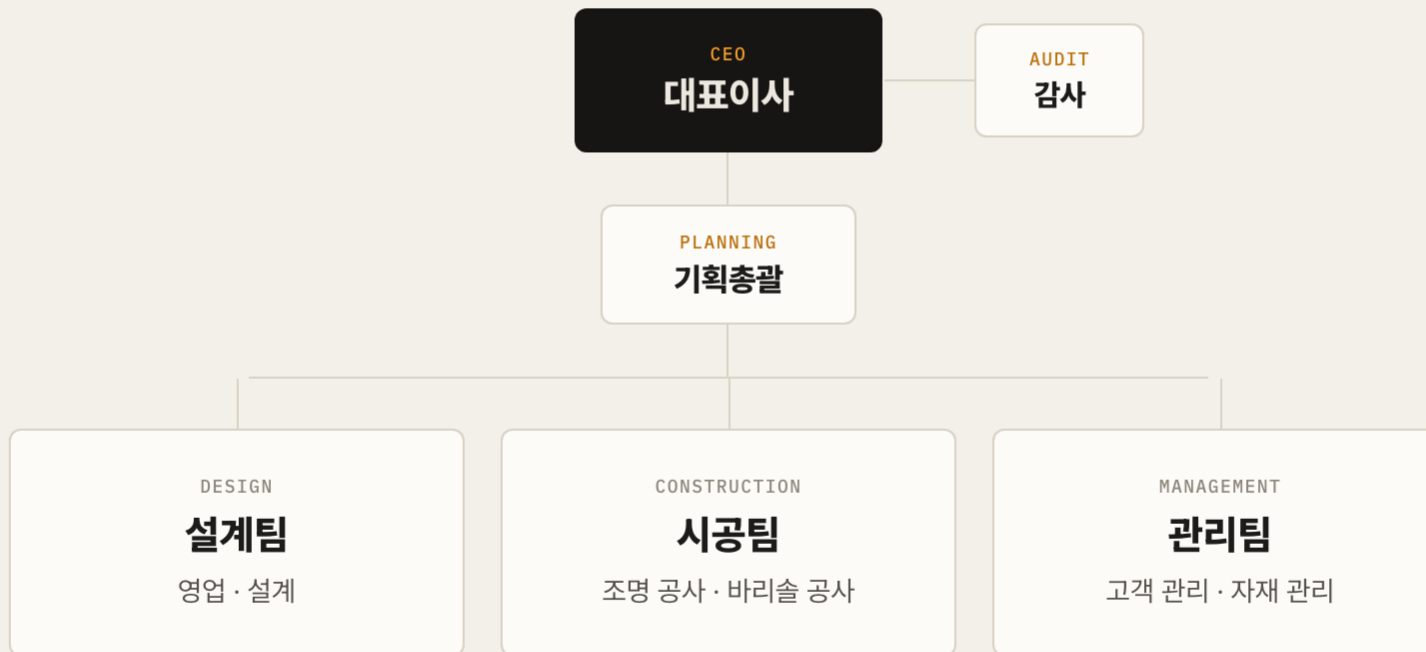 CEO
대표이사
AUDIT
감사
PLANNING
기획총괄
DESIGN
설계팀
영업 · 설계
CONSTRUCTION
시공팀
조명 공사 · 바리솔 공사
MANAGEMENT
관리팀
고객 관리 · 자재 관리